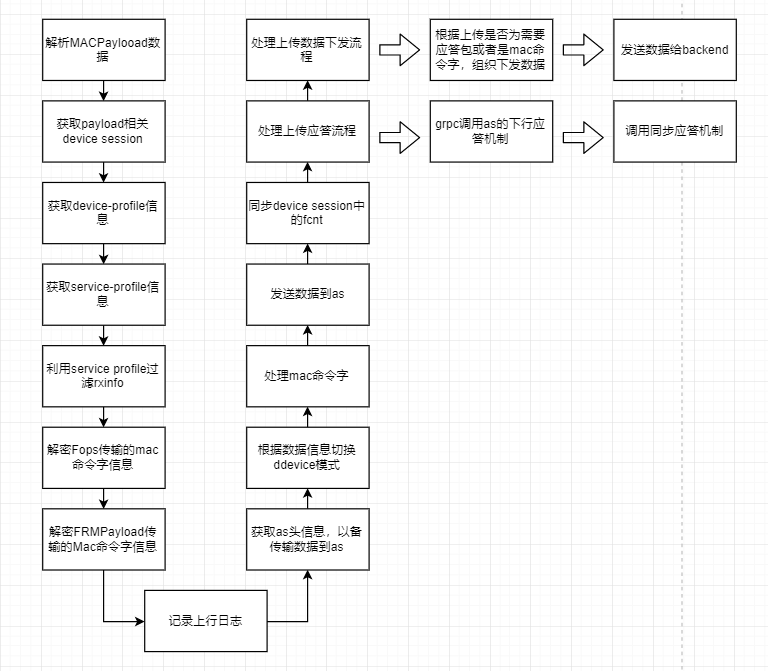 解析MACPaylooad数
据
获取payload相关
device session
获取device-profile信
息
获取service-profile信
息
利用service profile过
滤rxinfo
解密Fops传输的mac
命令字信息
解密FRMPayload传
输的Mac命令字信息
记录上行日志
获取as头信息，以备
传输数据到as
根据数据信息切换
ddevice模式
处理mac命令字
发送数据到as
同步device session中
的fcnt
处理上传应答流程
grpc调用as的下行应
答机制
调用同步应答机制
处理上传数据下发流
程
根据上传是否为需要
应答包或者是mac命
令字，组织下发数据
发送数据给backend